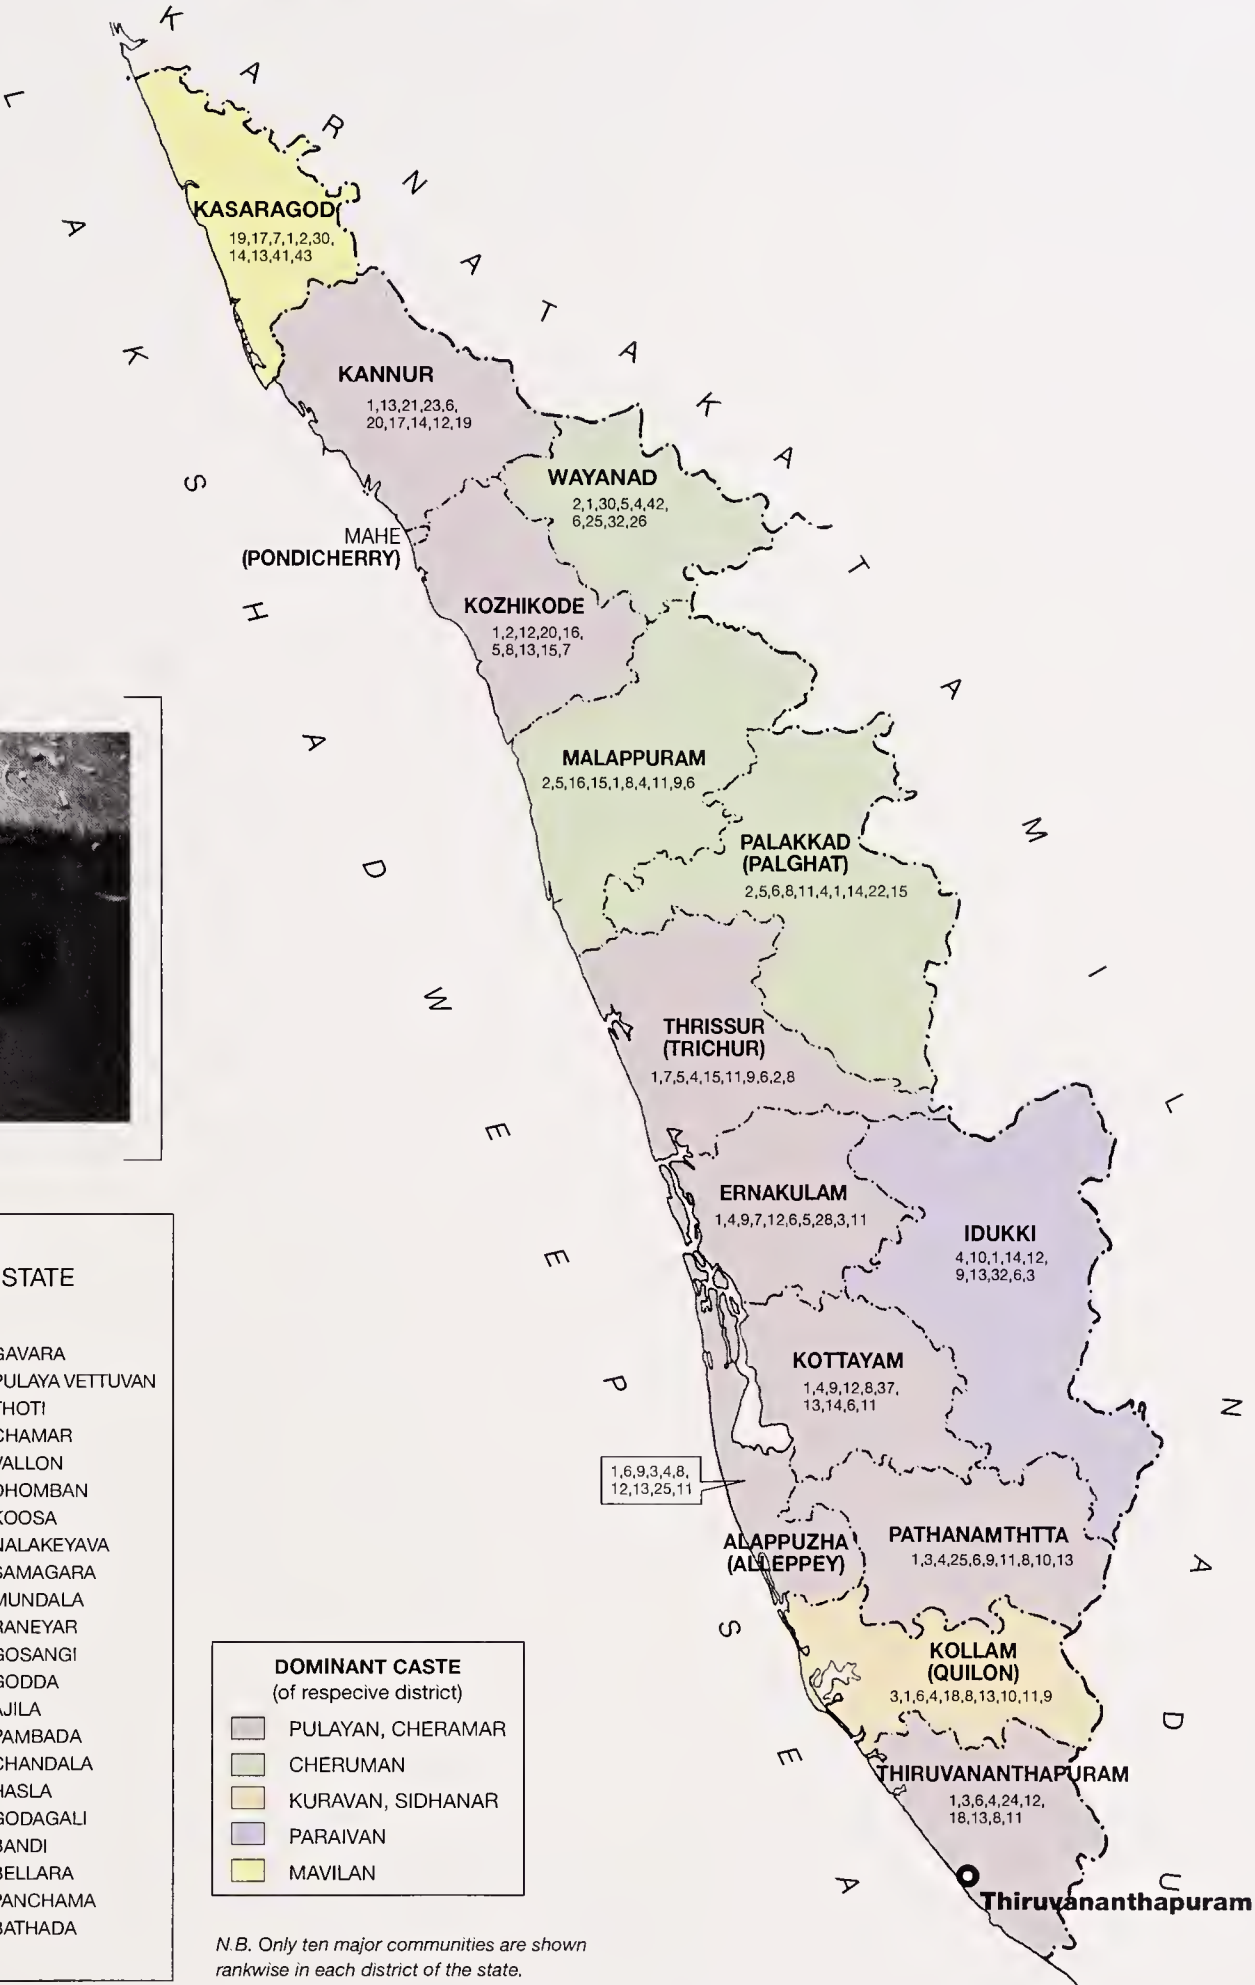 KARNATAKA
LAKSHADWEEP SEA
TAMIL NADU
KASARAGOD
19,17,7,1,2,30,
14,13,41,43
KANNUR
1,13,21,23,6,
20,17,14,12,19
WAYANAD
2,1,30,5,4,42,
6,25,32,26
MAHE
(PONDICHERRY)
KOZHIKODE
1,2,12,20,16,
5,8,13,15,7
MALAPPURAM
2,5,16,15,1,8,4,11,9,6
PALAKKAD
(PALGHAT)
2,5,6,8,11,4,1,14,22,15
THRISSUR
(TRICHUR)
1,7,5,4,15,11,9,6,2,8
ERNAKULAM
1,4,9,7,12,6,5,28,3,11
IDUKKI
4,10,1,14,12,
9,13,32,6,3
KOTTAYAM
1,4,9,12,8,37,
13,14,6,11
1,6,9,3,4,8,
12,13,25,11
ALAPPUZHA
(ALLEPPEY)
PATHANAMTHTTA
1,3,4,25,6,9,11,8,10,13
KOLLAM
(QUILON)
3,1,6,4,18,8,13,10,11,9
THIRUVANANTHAPURAM
1,3,6,4,24,12,
18,13,8,11
Thiruvananthapuram
STATE
GAVARA
PULAYA VETTUVAN
THOTI
CHAMAR
VALLON
DHOMBAN
KOOSA
NALAKEYAVA
SAMAGARA
MUNDALA
RANEYAR
GOSANGI
GODDA
AJILA
PAMBADA
CHANDALA
HASLA
GODAGALI
BANDI
BELLARA
PANCHAMA
BATHADA
DOMINANT CASTE
(of respecive district)
PULAYAN, CHERAMAR
CHERUMAN
KURAVAN, SIDHANAR
PARAIVAN
MAVILAN
N.B. Only ten major communities are shown
rankwise in each district of the state.